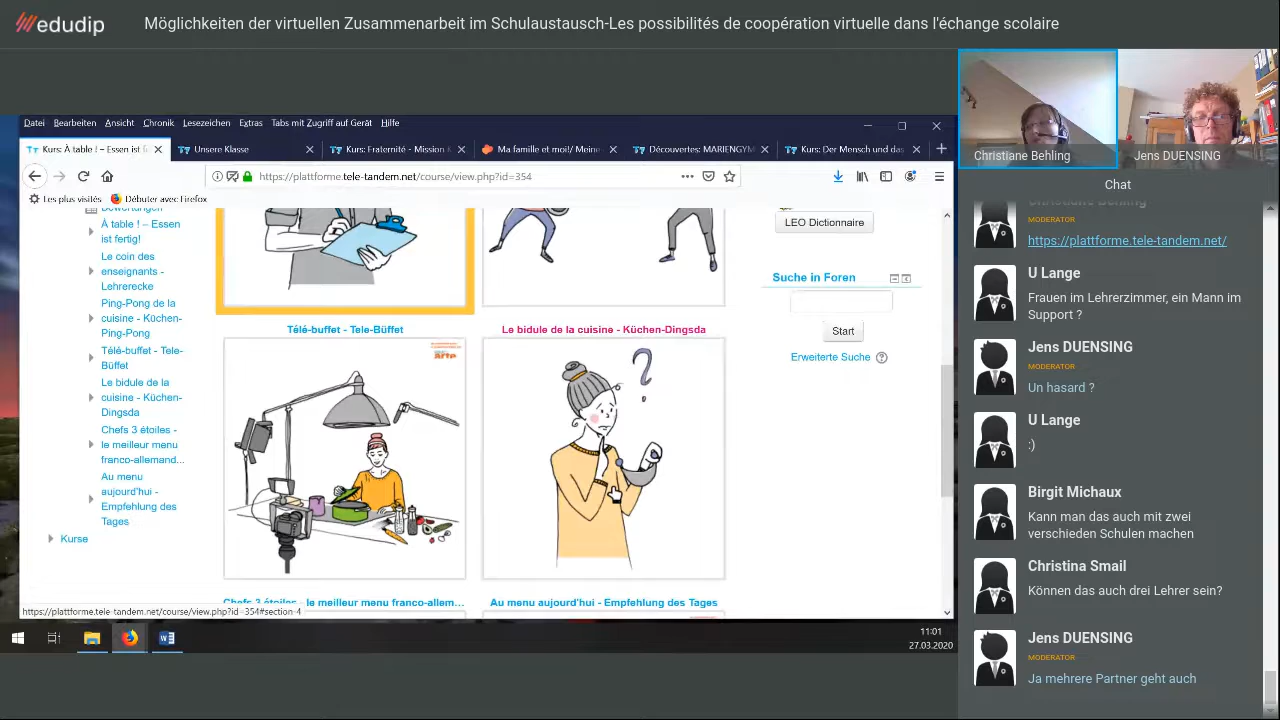 edudip
Möglichkeiten der virtuellen Zusammenarbeit im Schulaustausch-Les possibilités de coopération virtuelle dans l'échange scolaire
Datei Bearbeiten Ansicht Chronik Lesezeichen Extras Tabs mit Zugriff auf Gerät Hilfe
Kurs: À table ! – Essen ist f
Unsere Klasse
Kurs: Fraternité - Mission K
Ma famille et moi!/ Meine
Découvertes: MARIENGYM
Kurs: Der Mensch und das
https://plattforme.tele-tandem.net/course/view.php?id=354
Les plus visités
Débuter avec Firefox
Bewertungen
À table ! – Essen
ist fertig!
Le coin des
enseignants -
Lehrerecke
Ping-Pong de la
cuisine - Küchen-
Ping-Pong
Télé-buffet - Tele-
Büffet
Le bidule de la
cuisine - Küchen-
Dingsda
Chefs 3 étoiles -
le meilleur menu
franco-allemand...
Au menu
aujourd'hui -
Empfehlung des
Tages
Kurse
Télé-buffet - Tele-Büffet
Le bidule de la cuisine - Küchen-Dingsda
arte
?
Chefs 3 étoiles - le meilleur menu franco-allem...
Au menu aujourd'hui - Empfehlung des Tages
LEO Dictionnaire
Suche in Foren
Start
Erweiterte Suche
https://plattforme.tele-tandem.net/course/view.php?id=354#section-4
11:01
27.03.2020
Christiane Behling
Jens DUENSING
Chat
Christiane Behling
MODERATOR
https://plattforme.tele-tandem.net/
U Lange
Frauen im Lehrerzimmer, ein Mann im
Support ?
Jens DUENSING
MODERATOR
Un hasard ?
U Lange
:)
Birgit Michaux
Kann man das auch mit zwei
verschieden Schulen machen
Christina Smail
Können das auch drei Lehrer sein?
Jens DUENSING
MODERATOR
Ja mehrere Partner geht auch